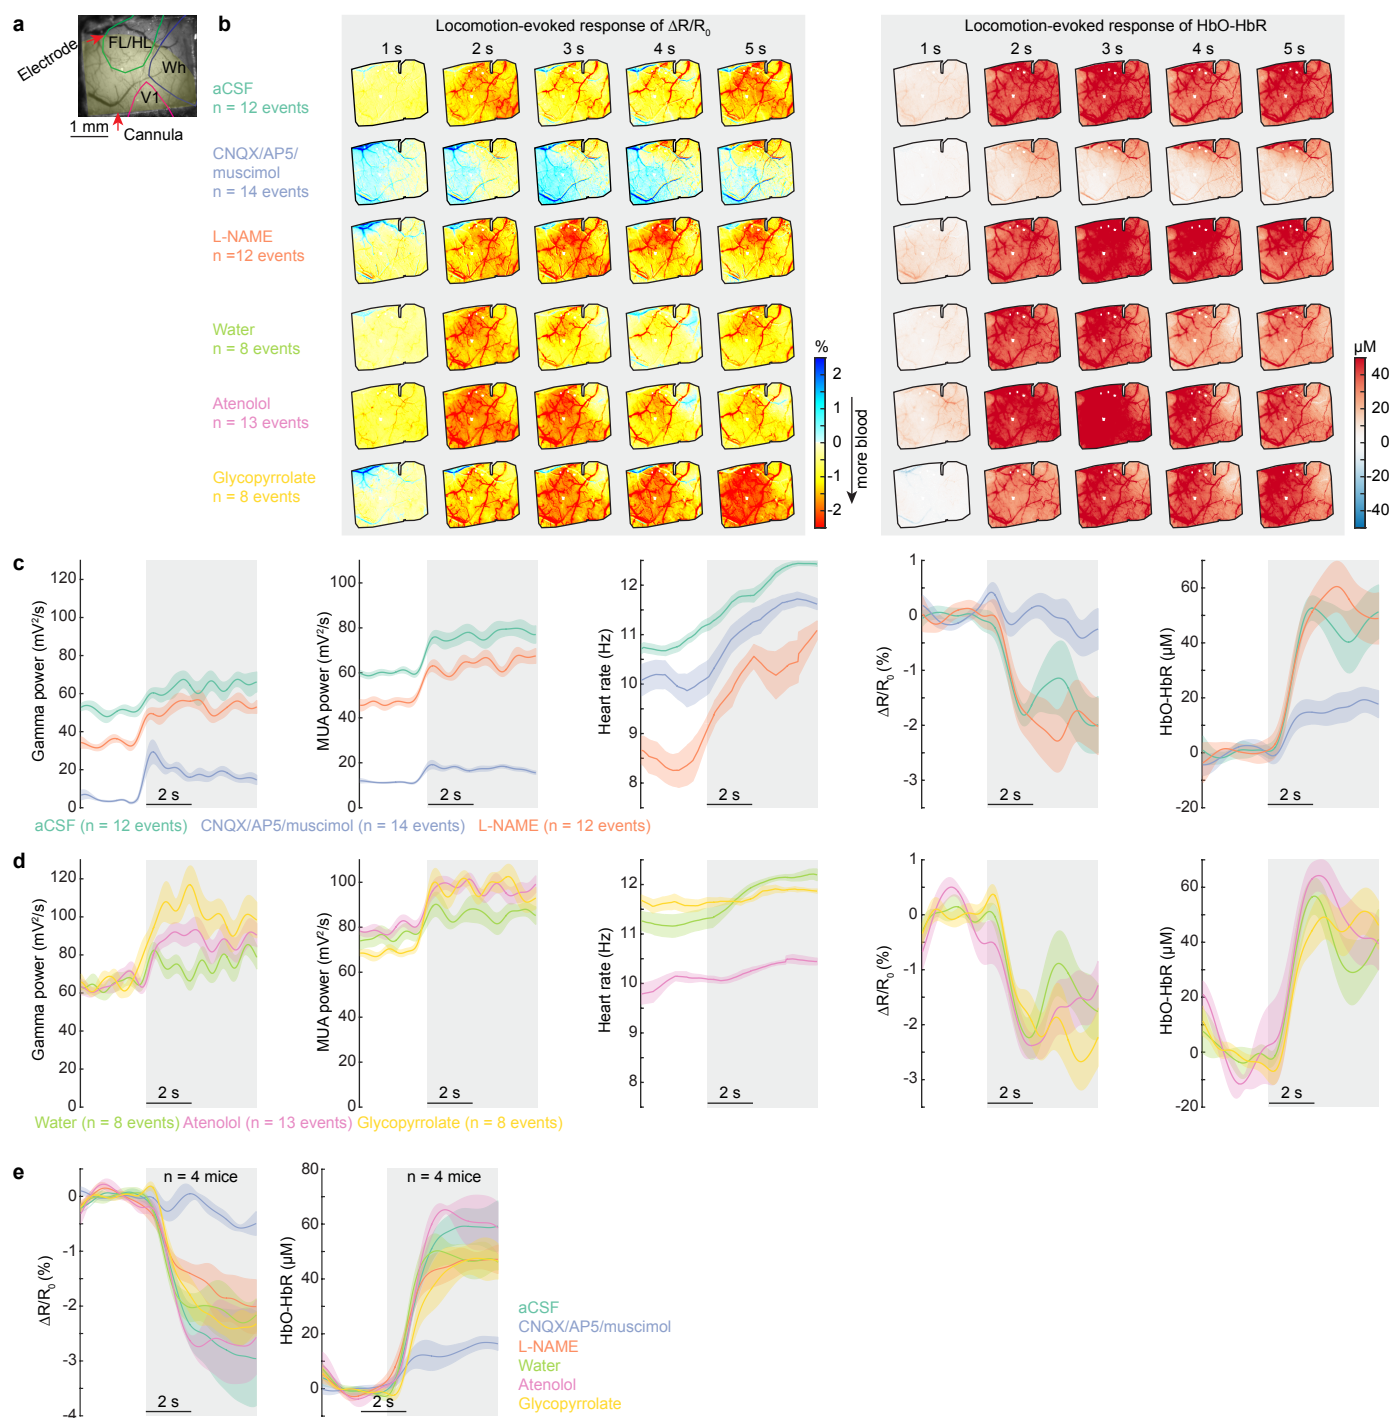 a
Electrode
FL/HL
Wh
V1
1 mm
Cannula
b
Locomotion-evoked response of ΔR/R0
Locomotion-evoked response of HbO-HbR
1 s 2 s 3 s 4 s 5 s
1 s 2 s 3 s 4 s 5 s
aCSF
n = 12 events
CNQX/AP5/
muscimol
n = 14 events
L-NAME
n =12 events
Water
n = 8 events
Atenolol
n = 13 events
Glycopyrrolate
n = 8 events
%
2
1
0
-1
-2
more blood
µM
40
20
0
-20
-40
c
Gamma power (mV²/s)
120
100
80
60
40
20
0
2 s
MUA power (mV²/s)
100
80
60
40
20
0
2 s
Heart rate (Hz)
12
11
10
9
8
2 s
ΔR/R0 (%)
1
0
-1
-2
-3
2 s
HbO-HbR (µM)
60
40
20
0
-20
2 s
aCSF (n = 12 events) CNQX/AP5/muscimol (n = 14 events) L-NAME (n = 12 events)
d
Gamma power (mV²/s)
120
100
80
60
40
20
0
2 s
MUA power (mV²/s)
100
80
60
40
20
0
2 s
Heart rate (Hz)
12
11
10
9
8
2 s
ΔR/R0 (%)
1
0
-1
-2
-3
2 s
HbO-HbR (µM)
60
40
20
0
-20
2 s
Water (n = 8 events) Atenolol (n = 13 events) Glycopyrrolate (n = 8 events)
e
ΔR/R0 (%)
0
-1
-2
-3
-4
n = 4 mice
2 s
HbO-HbR (µM)
80
60
40
20
0
n = 4 mice
2 s
aCSF
CNQX/AP5/muscimol
L-NAME
Water
Atenolol
Glycopyrrolate